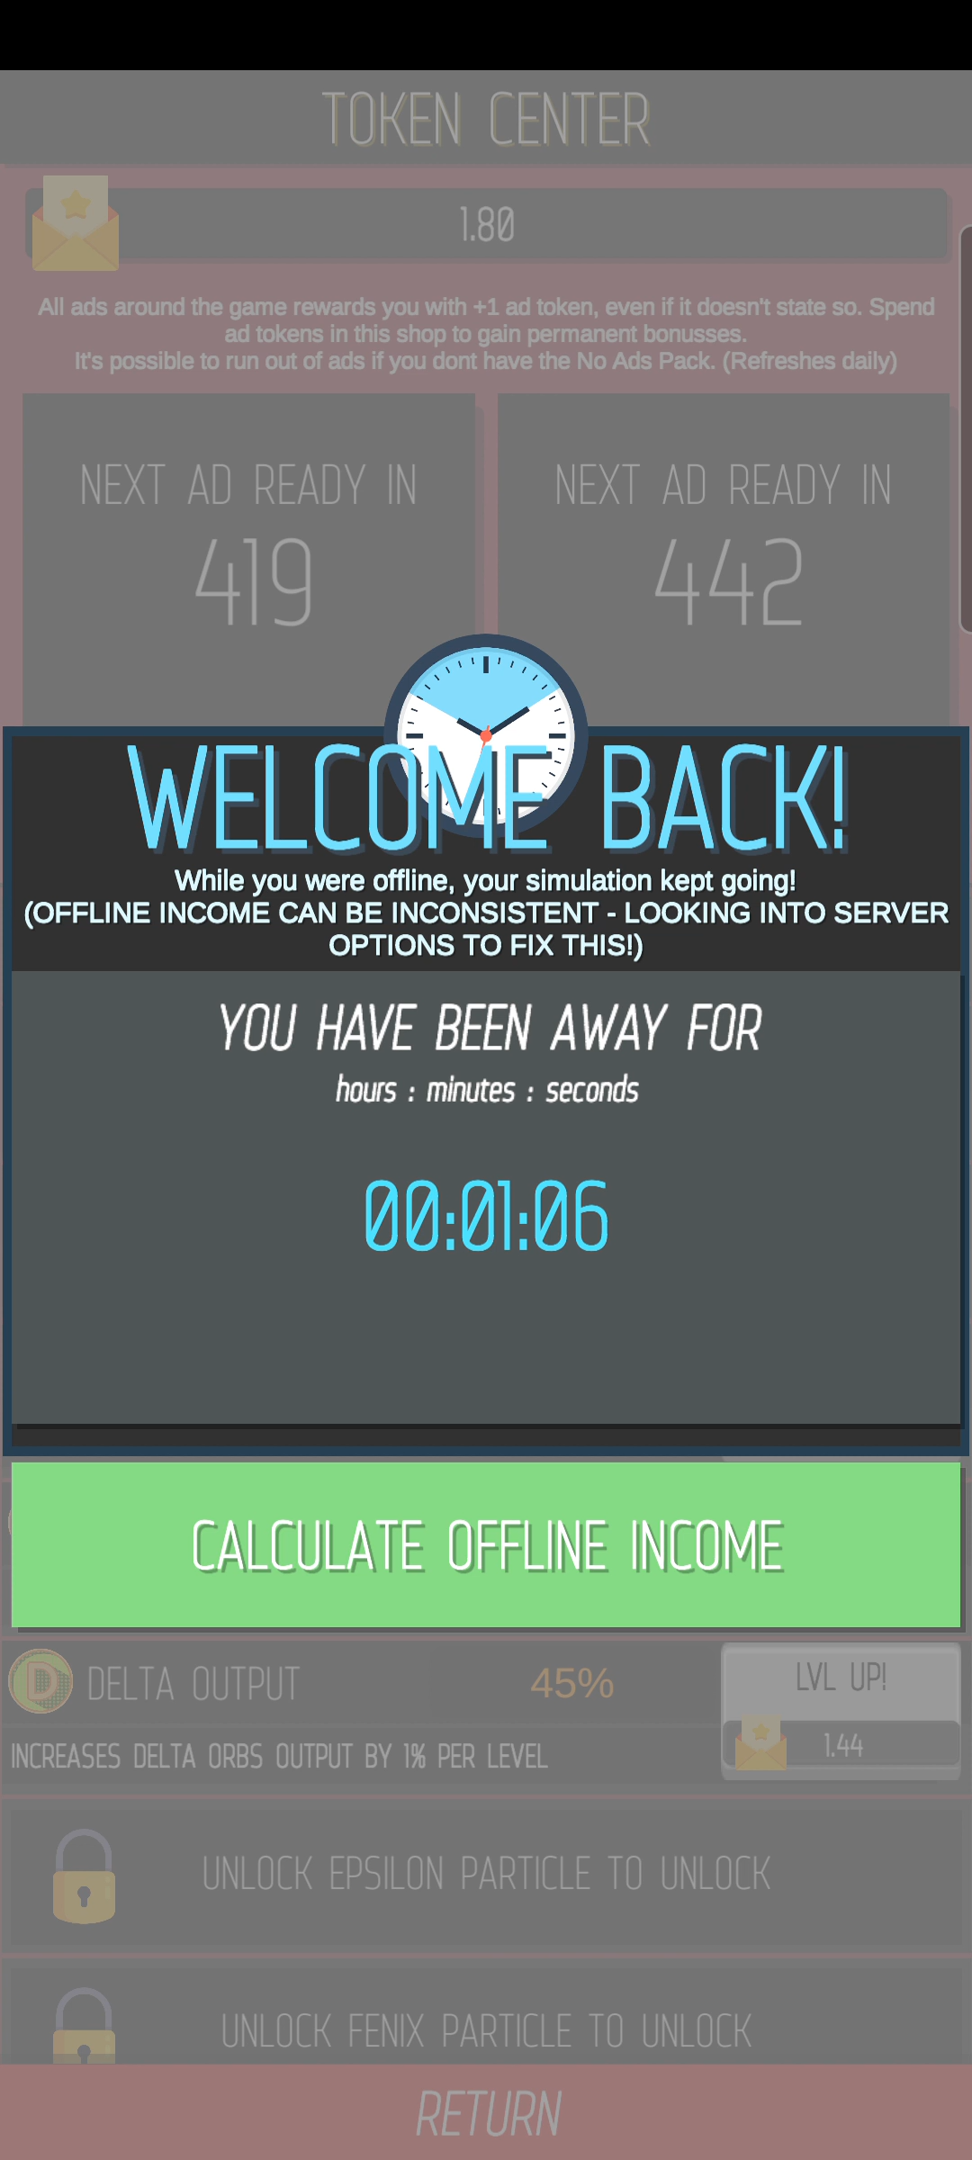 TOKEN CENTER
1.80
All ads around the game rewards you with +1 ad token, even if it doesn't state so. Spend
ad tokens in this shop to gain permanent bonusses.
It's possible to run out of ads if you dont have the No Ads Pack. (Refreshes daily)
NEXT AD READY IN
419
NEXT AD READY IN
442
WELCOME BACK!
While you were offline, your simulation kept going!
(OFFLINE INCOME CAN BE INCONSISTENT - LOOKING INTO SERVER
OPTIONS TO FIX THIS!)
YOU HAVE BEEN AWAY FOR
hours : minutes : seconds
00:01:06
CALCULATE OFFLINE INCOME
D DELTA OUTPUT 45% LVL UP!
INCREASES DELTA ORBS OUTPUT BY 1% PER LEVEL 1.44
UNLOCK EPSILON PARTICLE TO UNLOCK
UNLOCK FENIX PARTICLE TO UNLOCK
RETURN